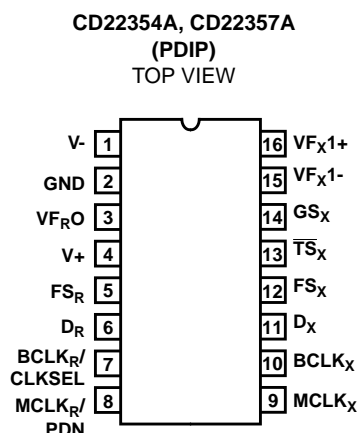 CD22354A, CD22357A
(PDIP)
TOP VIEW
V- 1
GND 2
VFRO 3
V+ 4
FSR 5
DR 6
BCLKR/
CLKSEL 7
MCLKR/
PDN 8
16 VFX1+
15 VFX1-
14 GSX
13 T̅S̅X
12 FSX
11 DX
10 BCLKX
9 MCLKX